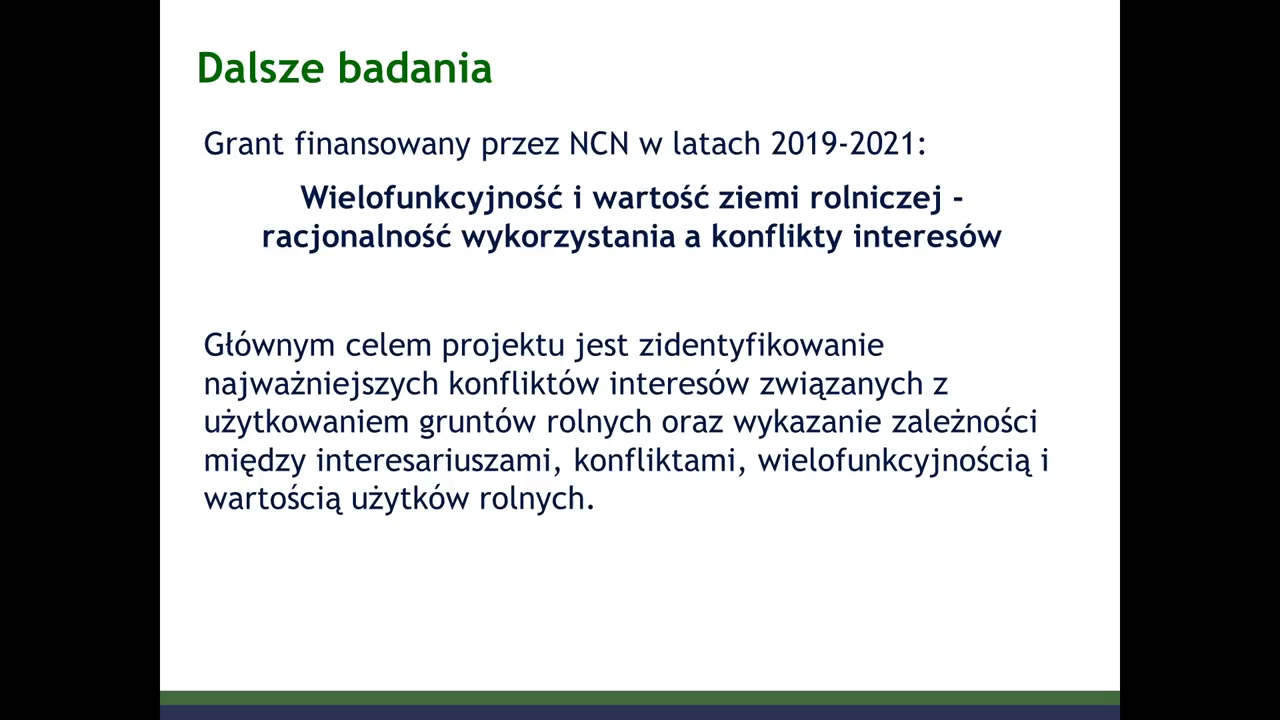 Dalsze badania
Grant finansowany przez NCN w latach 2019-2021:
Wielofunkcyjność i wartość ziemi rolniczej -
racjonalność wykorzystania a konflikty interesów
Głównym celem projektu jest zidentyfikowanie
najważniejszych konfliktów interesów związanych z
użytkowaniem gruntów rolnych oraz wykazanie zależności
między interesariuszami, konfliktami, wielofunkcyjnością i
wartością użytków rolnych.